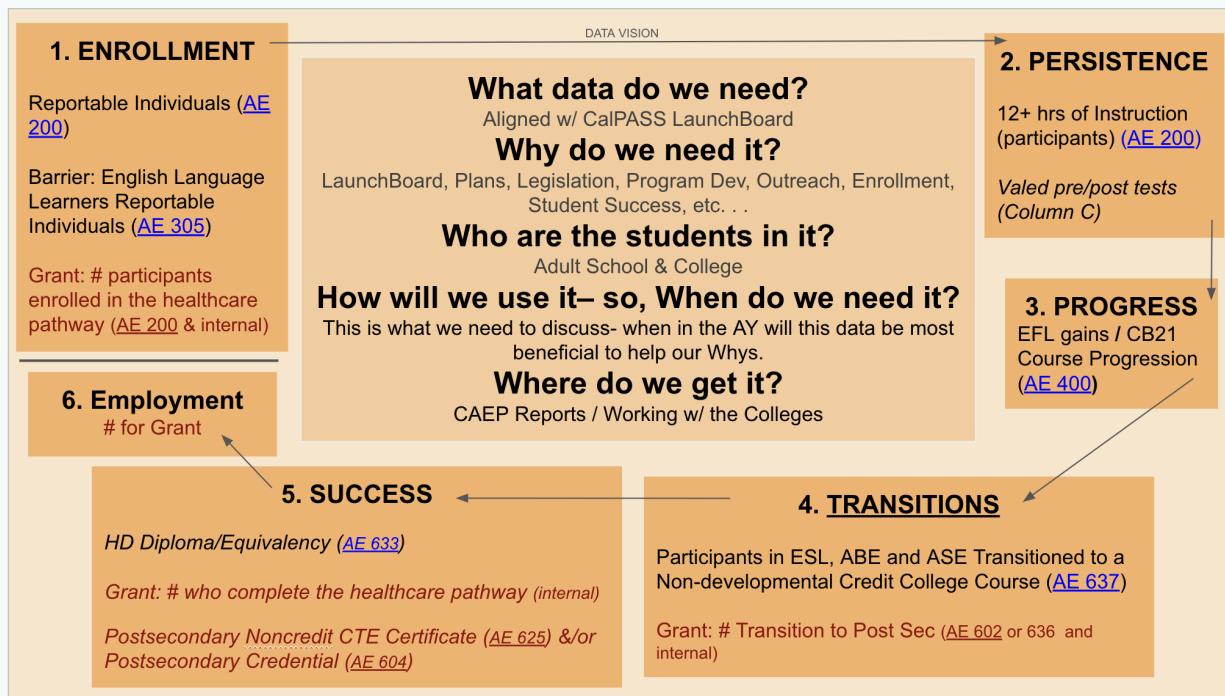 DATA VISION
1. ENROLLMENT
Reportable Individuals (AE
200)
Barrier: English Language
Learners Reportable
Individuals (AE 305)
Grant: # participants
enrolled in the healthcare
pathway (AE 200 & internal)
What data do we need?
Aligned w/ CalPASS LaunchBoard
Why do we need it?
LaunchBoard, Plans, Legislation, Program Dev, Outreach, Enrollment,
Student Success, etc. . .
Who are the students in it?
Adult School & College
How will we use it– so, When do we need it?
This is what we need to discuss- when in the AY will this data be most
beneficial to help our Whys.
Where do we get it?
CAEP Reports / Working w/ the Colleges
2. PERSISTENCE
12+ hrs of Instruction
(participants) (AE 200)
Valed pre/post tests
(Column C)
3. PROGRESS
EFL gains / CB21
Course Progression
(AE 400)
4. TRANSITIONS
Participants in ESL, ABE and ASE Transitioned to a
Non-developmental Credit College Course (AE 637)
Grant: # Transition to Post Sec (AE 602 or 636 and
internal)
5. SUCCESS
HD Diploma/Equivalency (AE 633)
Grant: # who complete the healthcare pathway (internal)
Postsecondary Noncredit CTE Certificate (AE 625) &/or
Postsecondary Credential (AE 604)
6. Employment
# for Grant